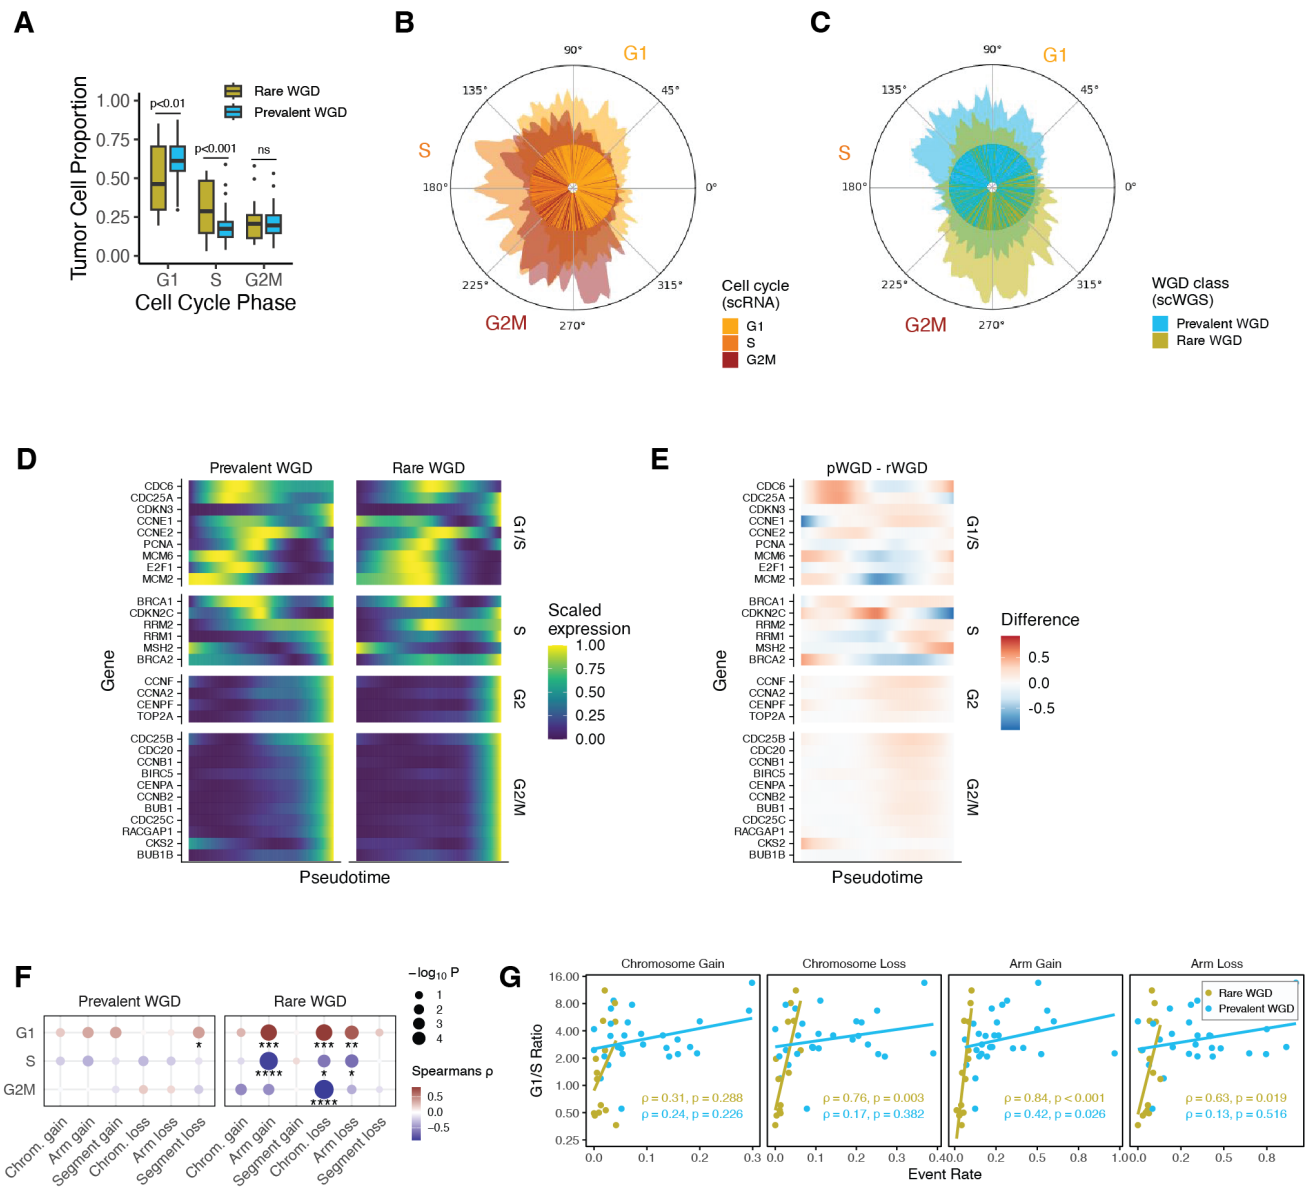 A
Rare WGD
Prevalent WGD
Tumor Cell Proportion
1.00
0.75
0.50
0.25
0.00
p<0.01
p<0.001
ns
G1
S
G2M
Cell Cycle Phase
B
90°
G1
135°
45°
S
180°
0°
225°
315°
G2M
270°
Cell cycle
(scRNA)
G1
S
G2M
C
90°
G1
135°
45°
S
180°
0°
225°
315°
G2M
270°
WGD class
(scWGS)
Prevalent WGD
Rare WGD
D
Prevalent WGD
Rare WGD
Gene
CDC6
CDC25A
CDKN3
CCNE1
CCNE2
PCNA
MCM6
E2F1
MCM2
G1/S
BRCA1
CDKN2C
RRM2
RRM1
MSH2
BRCA2
S
CCNF
CCNA2
CENPF
TOP2A
G2
CDC25B
CDC20
CCNB1
BIRC5
CENPA
CCNB2
BUB1
CDC25C
RACGAP1
CKS2
BUB1B
G2/M
Pseudotime
Scaled
expression
1.00
0.75
0.50
0.25
0.00
E
pWGD - rWGD
Gene
CDC6
CDC25A
CDKN3
CCNE1
CCNE2
PCNA
MCM6
E2F1
MCM2
G1/S
BRCA1
CDKN2C
RRM2
RRM1
MSH2
BRCA2
S
CCNF
CCNA2
CENPF
TOP2A
G2
CDC25B
CDC20
CCNB1
BIRC5
CENPA
CCNB2
BUB1
CDC25C
RACGAP1
CKS2
BUB1B
G2/M
Pseudotime
Difference
0.5
0.0
-0.5
F
Prevalent WGD
Rare WGD
G1
S
G2M
*
***
***
**
****
*
*
****
Chrom. gain
Arm gain
Segment gain
Chrom. loss
Arm loss
Segment loss
Chrom. gain
Arm gain
Segment gain
Chrom. loss
Arm loss
Segment loss
−log10 P
1
2
3
4
Spearmans ρ
0.5
0.0
−0.5
G
Chromosome Gain
Chromosome Loss
Arm Gain
Arm Loss
G1/S Ratio
16.00
8.00
4.00
2.00
1.00
0.50
0.25
ρ = 0.31, p = 0.288
ρ = 0.24, p = 0.226
ρ = 0.76, p = 0.003
ρ = 0.17, p = 0.382
ρ = 0.84, p < 0.001
ρ = 0.42, p = 0.026
Rare WGD
Prevalent WGD
ρ = 0.63, p = 0.019
ρ = 0.13, p = 0.516
0.0 0.1 0.2 0.3
0.0 0.1 0.2 0.3 0.4
0.0 0.2 0.5 0.8 1.0
0.0 0.2 0.5 0.8
Event Rate